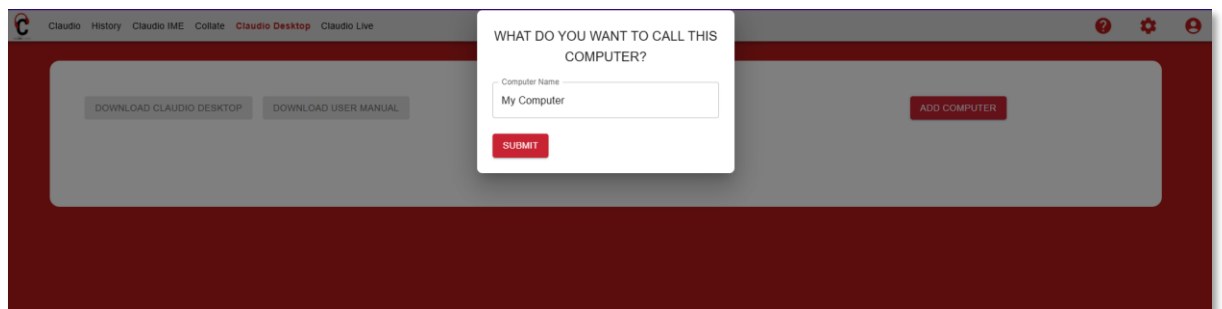 Claudio History Claudio IME Collate Claudio Desktop Claudio Live
WHAT DO YOU WANT TO CALL THIS
COMPUTER?
Computer Name
My Computer
SUBMIT
DOWNLOAD CLAUDIO DESKTOP DOWNLOAD USER MANUAL
ADD COMPUTER